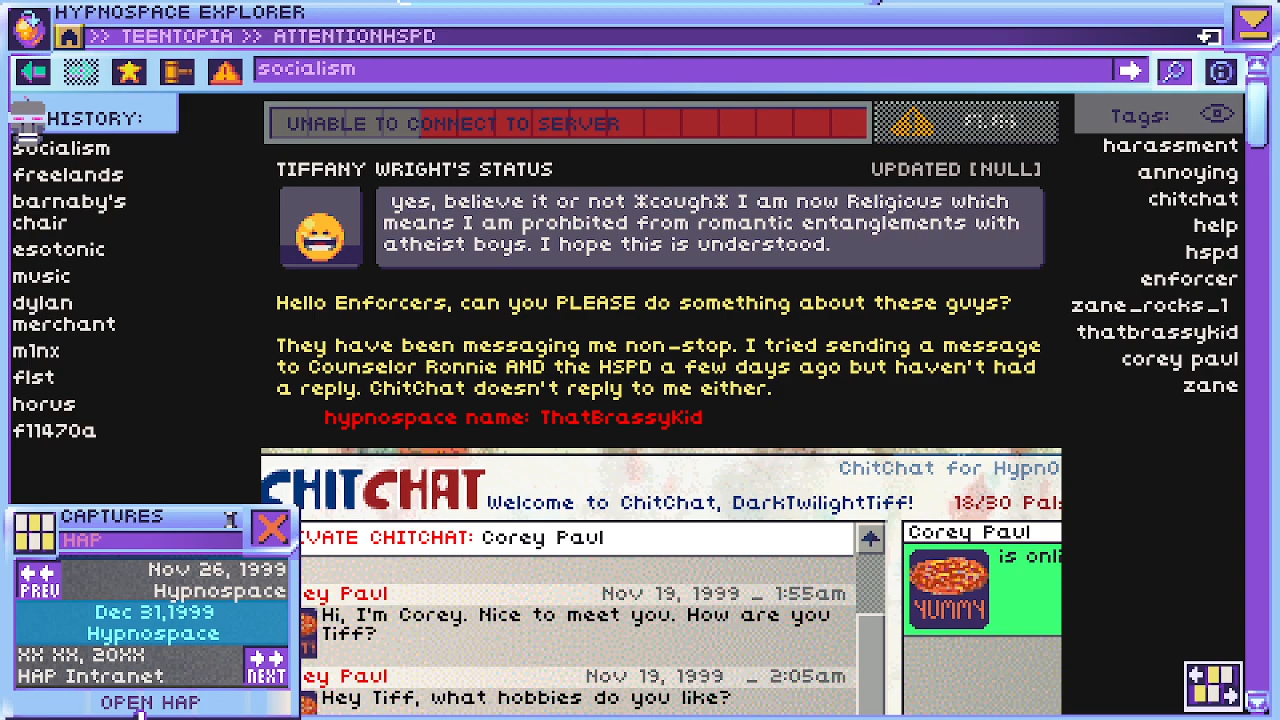 HYPNOSPACE EXPLORER
>> TEENTOPIA >> ATTENTIONHSPD
socialism
HISTORY:
socialism
freelands
barnaby's
chair
esotonic
music
dylan
merchant
m1nx
flst
horus
f11470a
UNABLE TO CONNECT TO SERVER
TIFFANY WRIGHT'S STATUS
UPDATED [NULL]
yes, believe it or not *cough* I am now Religious which
means I am prohbited from romantic entanglements with
atheist boys. I hope this is understood.
Hello Enforcers, can you PLEASE do something about these guys?
They have been messaging me non-stop. I tried sending a message
to Counselor Ronnie AND the HSPD a few days ago but haven't had
a reply. ChitChat doesn't reply to me either.
hypnospace name: ThatBrassyKid
CHITCHAT
ChitChat for HypnO
Welcome to ChitChat, DarkTwilightTiff!
18/30 Pals
VATE CHITCHAT: Corey Paul
ey Paul
Nov 19, 1999 _ 1:55am
Hi, I'm Corey. Nice to meet you. How are you
Tiff?
ey Paul
Nov 19, 1999 _ 2:05am
Hey Tiff, what hobbies do you like?
Corey Paul
is onli
YUMMY
Tags:
harassment
annoying
chitchat
help
hspd
enforcer
zane_rocks_1
thatbrassykid
corey paul
zane
CAPTURES
HAP
PREV
Nov 26, 1999
Hypnospace
Dec 31,1999
Hypnospace
XX XX, 20XX
HAP Intranet
NEXT
OPEN HAP